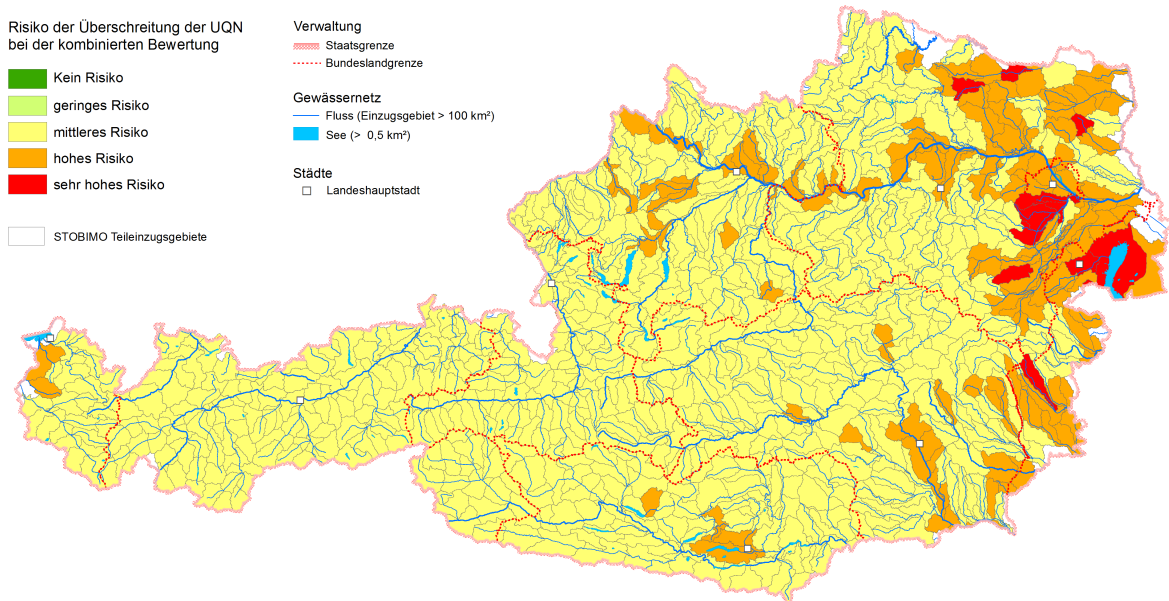 Risiko der Überschreitung der UQN
bei der kombinierten Bewertung
Kein Risiko
geringes Risiko
mittleres Risiko
hohes Risiko
sehr hohes Risiko
STOBIMO Teileinzugsgebiete
Verwaltung
Staatsgrenze
Bundeslandgrenze
Gewässernetz
Fluss (Einzugsgebiet > 100 km²)
See (> 0,5 km²)
Städte
Landeshauptstadt